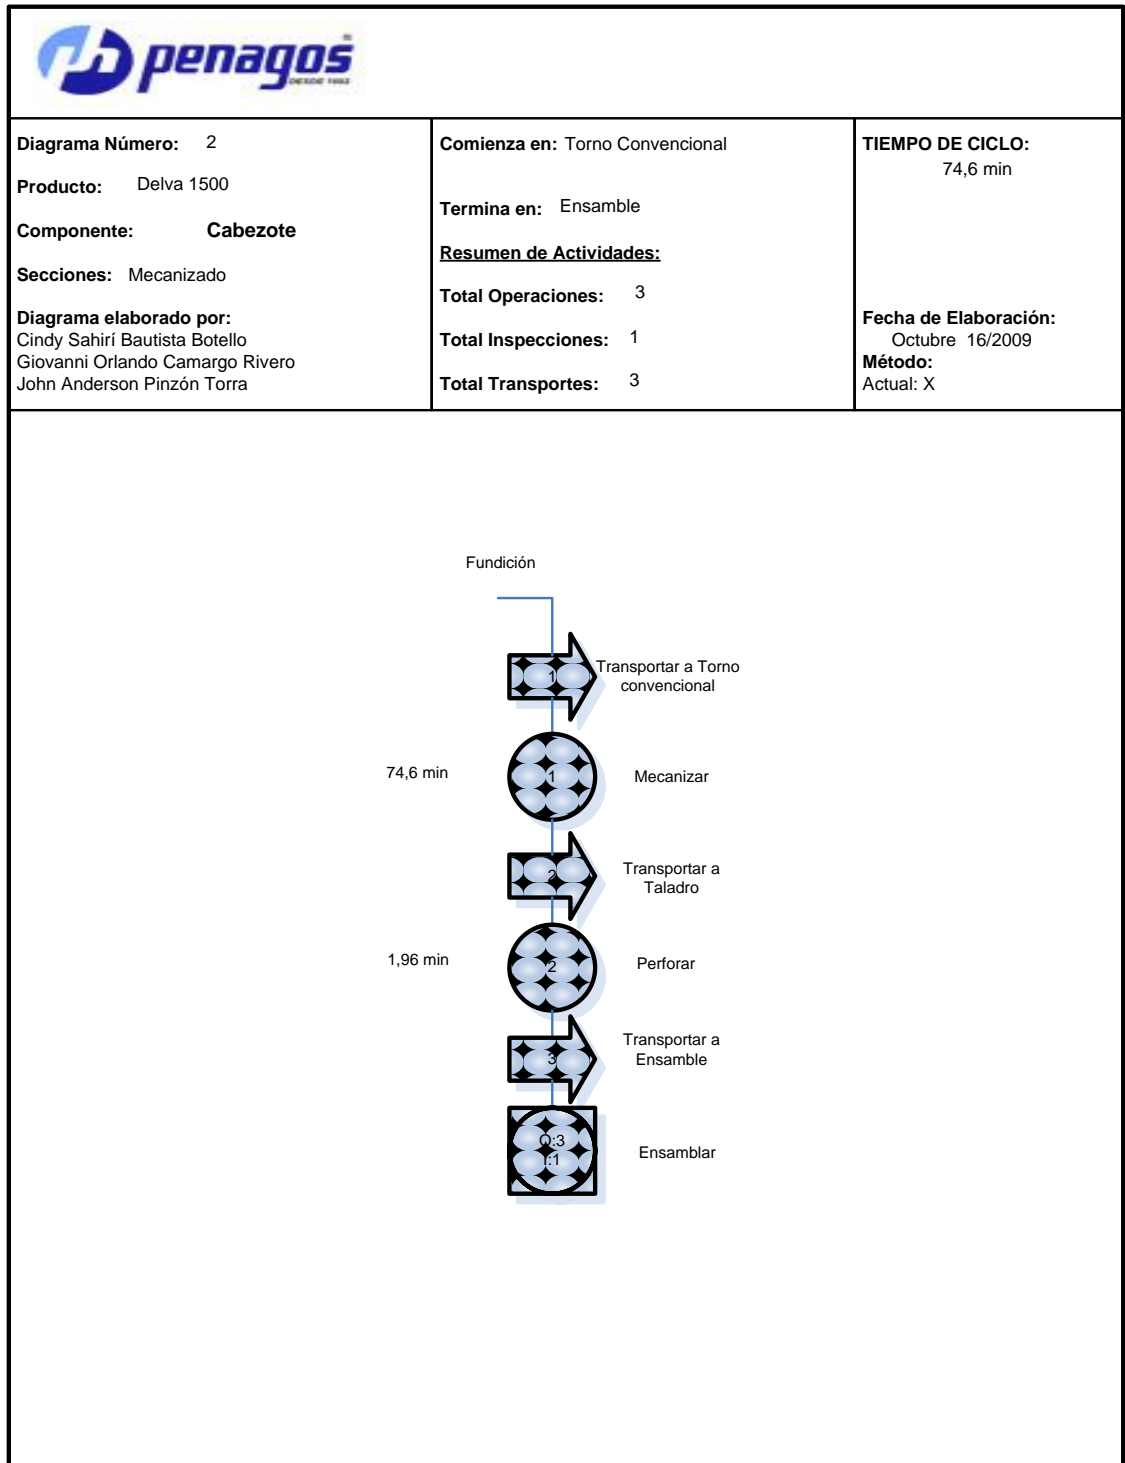 penagos
DESDE 1892
Diagrama Número: 2
Producto: Delva 1500
Componente: Cabezote
Secciones: Mecanizado
Diagrama elaborado por:
Cindy Sahirí Bautista Botello
Giovanni Orlando Camargo Rivero
John Anderson Pinzón Torra
Comienza en: Torno Convencional
Termina en: Ensamble
Resumen de Actividades:
Total Operaciones: 3
Total Inspecciones: 1
Total Transportes: 3
TIEMPO DE CICLO:
74,6 min
Fecha de Elaboración:
Octubre 16/2009
Método:
Actual: X
Fundición
1
Transportar a Torno
convencional
74,6 min
1
Mecanizar
2
Transportar a
Taladro
1,96 min
2
Perforar
3
Transportar a
Ensamble
O:3
I:1
Ensamblar